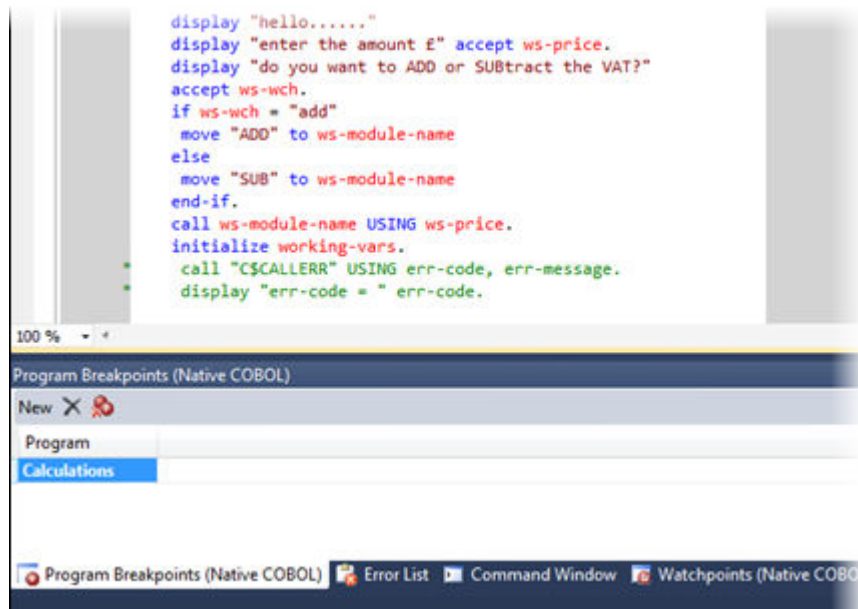 display "hello......"
display "enter the amount £" accept ws-price.
display "do you want to ADD or SUBtract the VAT?"
accept ws-wch.
if ws-wch = "add"
move "ADD" to ws-module-name
else
move "SUB" to ws-module-name
end-if.
call ws-module-name USING ws-price.
initialize working-vars.
* call "C$CALLERR" USING err-code, err-message.
* display "err-code = " err-code.
100 %
Program Breakpoints (Native COBOL)
New
Program
Calculations
Program Breakpoints (Native COBOL) Error List Command Window Watchpoints (Native COBO